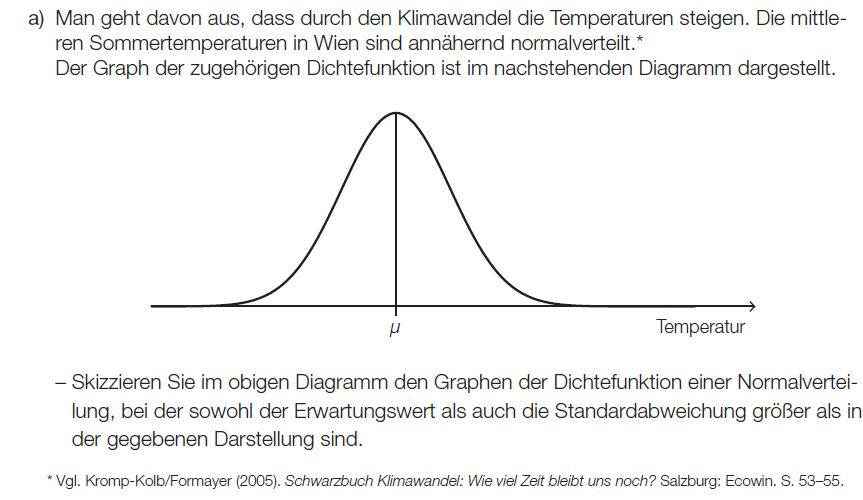 a) Man geht davon aus, dass durch den Klimawandel die Temperaturen steigen. Die mittle-
ren Sommertemperaturen in Wien sind annähernd normalverteilt.*
Der Graph der zugehörigen Dichtefunktion ist im nachstehenden Diagramm dargestellt.
μ
Temperatur
– Skizzieren Sie im obigen Diagramm den Graphen der Dichtefunktion einer Normalvertei-
lung, bei der sowohl der Erwartungswert als auch die Standardabweichung größer als in
der gegebenen Darstellung sind.
* Vgl. Kromp-Kolb/Formayer (2005). Schwarzbuch Klimawandel: Wie viel Zeit bleibt uns noch? Salzburg: Ecowin. S. 53–55.